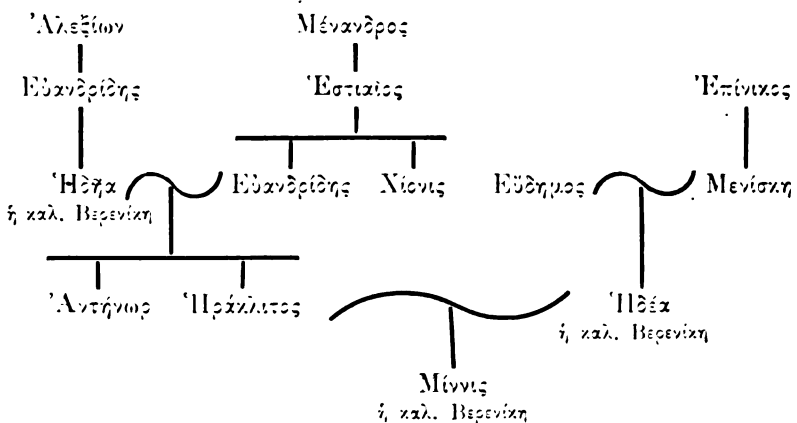 Ἀλεξίων Μένανδρος
Εὐανδρίδης Ἑστιαῖος Ἐπίνικος
Ἡδῆα Εὐανδρίδης Χίονις Εὔδημος Μενίσκη
ἡ καλ. Βερενίκη
Ἀντήνωρ Ἡράκλιτος Ἡδέα
ἡ καλ. Βερενίκη
Μίννις
ἡ καλ. Βερενίκη